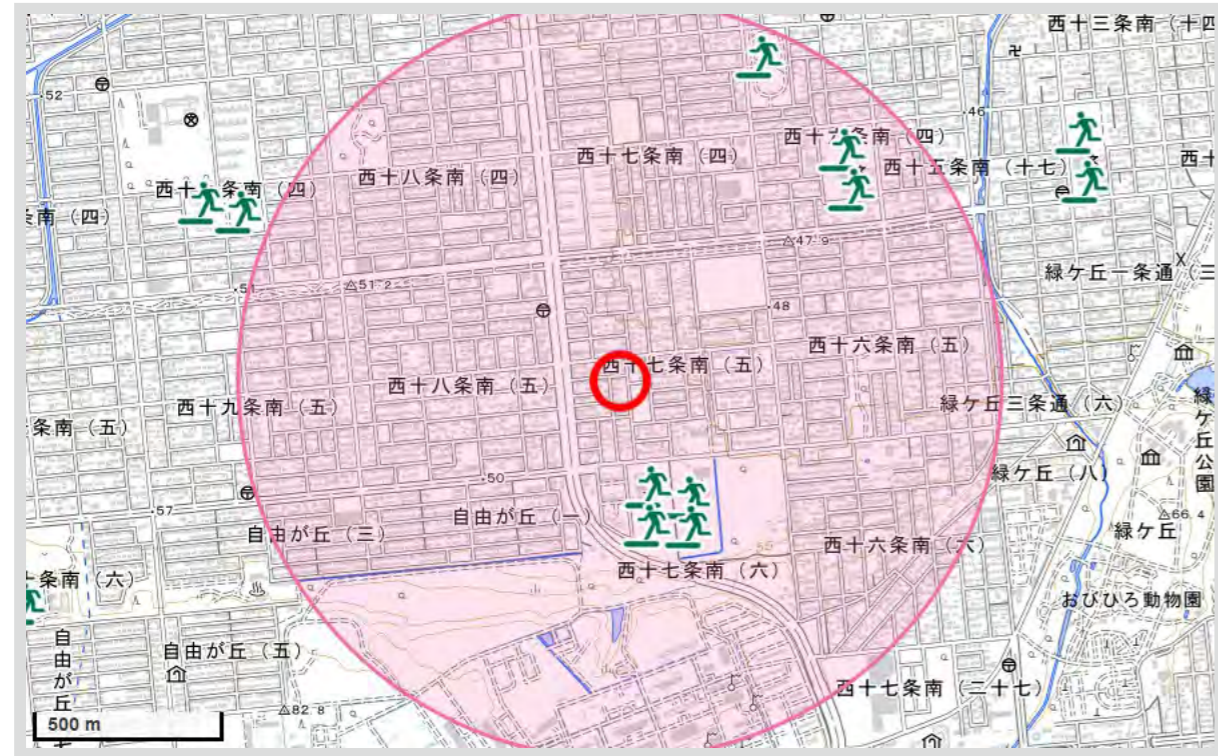 西十三条南（十四
52
西十六条南（四）
西十七条南（四）
西十五条南（十七）
46
西十八条南（四）
西十
西十九条南（四）
条南（四）
47.9
緑ケ丘一条通（三
51
51.2
48
西十六条南（五）
西十七条南（五）
西十八条南（五）
西十九条南（五）
緑ケ丘三条通（六）
条南（五）
緑ケ丘公園
緑ケ丘（八）
50
57
自由が丘（一）
自由が丘（三）
66.4
緑ケ丘
55
西十六条南（六）
西十七条南（六）
条南（六）
おびひろ動物園
自由が丘
自由が丘（五）
西十七条南（二十七）
82.8
500 m